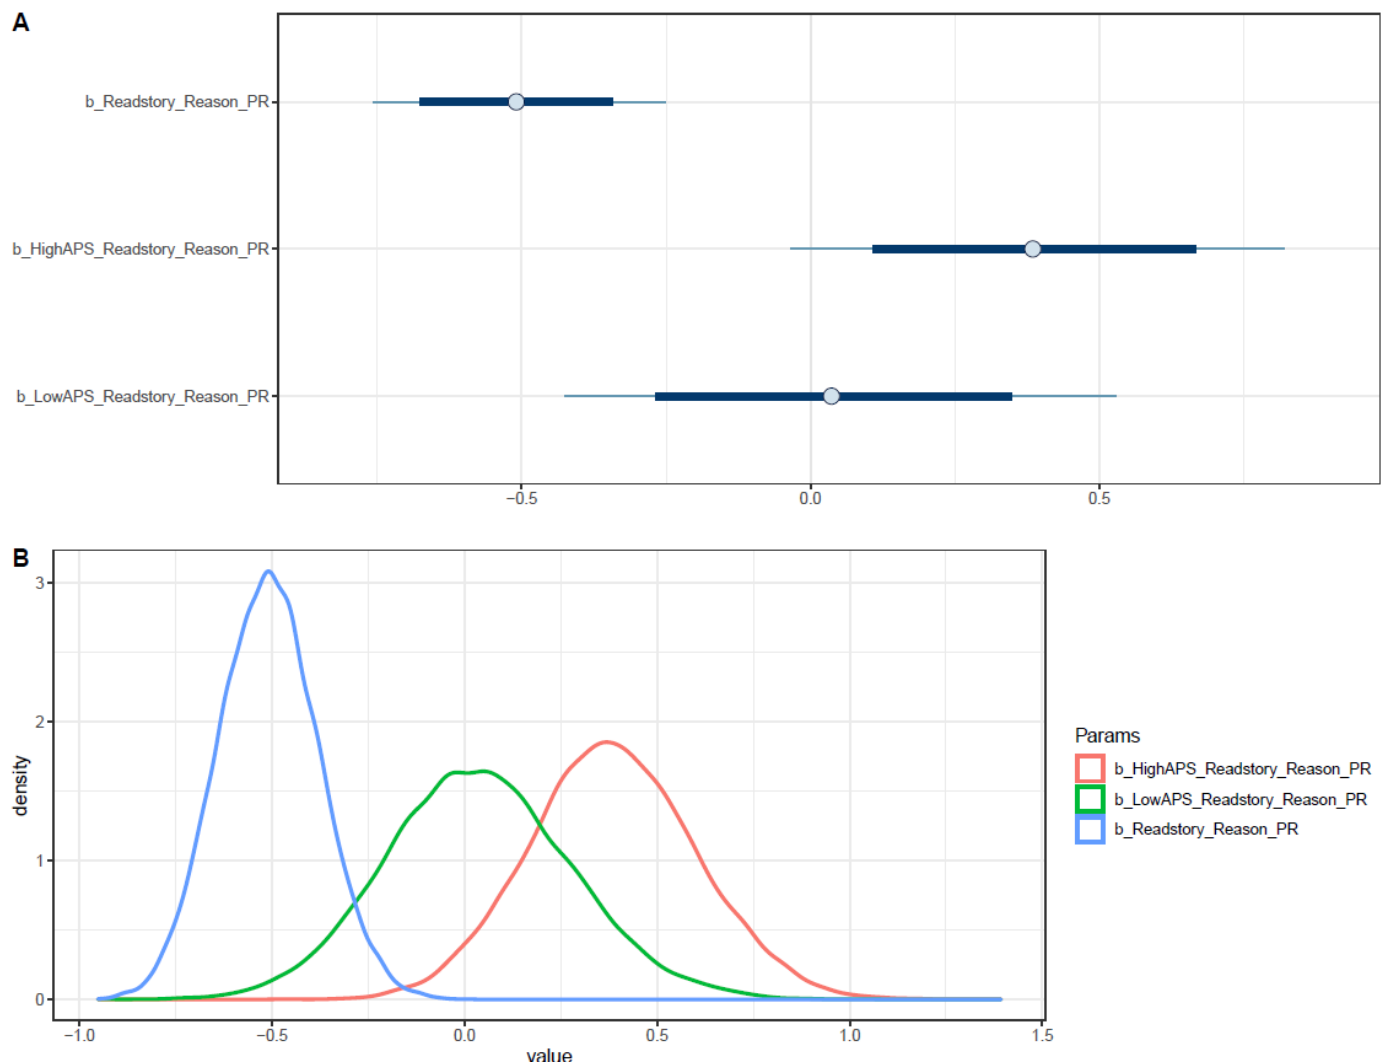 A
b_Readstory_Reason_PR
b_HighAPS_Readstory_Reason_PR
b_LowAPS_Readstory_Reason_PR
−0.5 0.0 0.5
B
3
2
1
0
density
−1.0 −0.5 0.0 0.5 1.0 1.5
value
Params
b_HighAPS_Readstory_Reason_PR
b_LowAPS_Readstory_Reason_PR
b_Readstory_Reason_PR